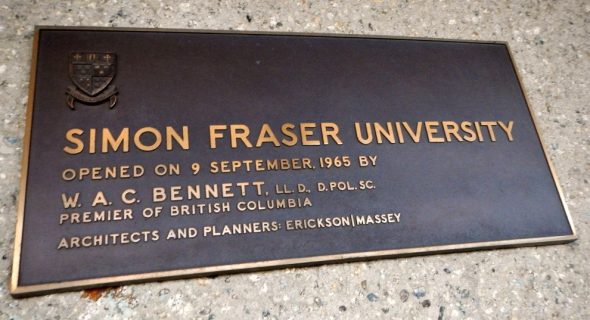 SIMON FRASER UNIVERSITY
OPENED ON 9 SEPTEMBER, 1965 BY
W. A. C. BENNETT, LL. D., D. POL. SC.
PREMIER OF BRITISH COLUMBIA
ARCHITECTS AND PLANNERS: ERICKSON|MASSEY